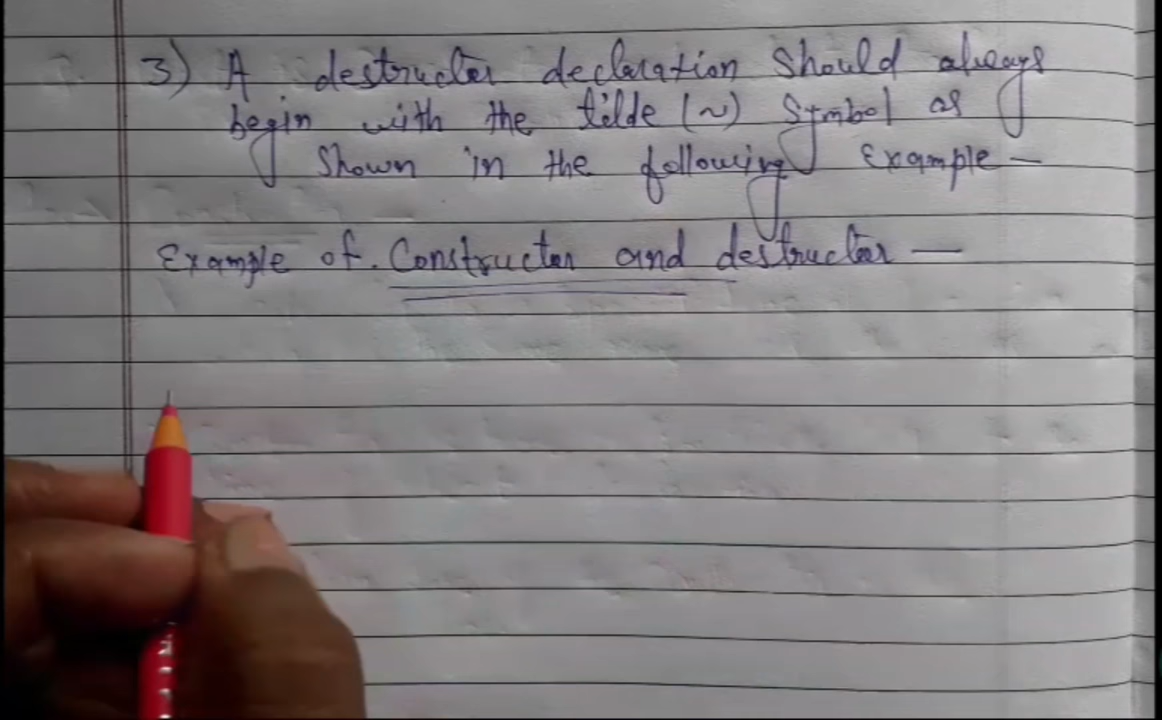 3) A destructor declaration should always
begin with the tilde (~) Symbol as
shown in the following Example -
Example of. Constructor and destructor -